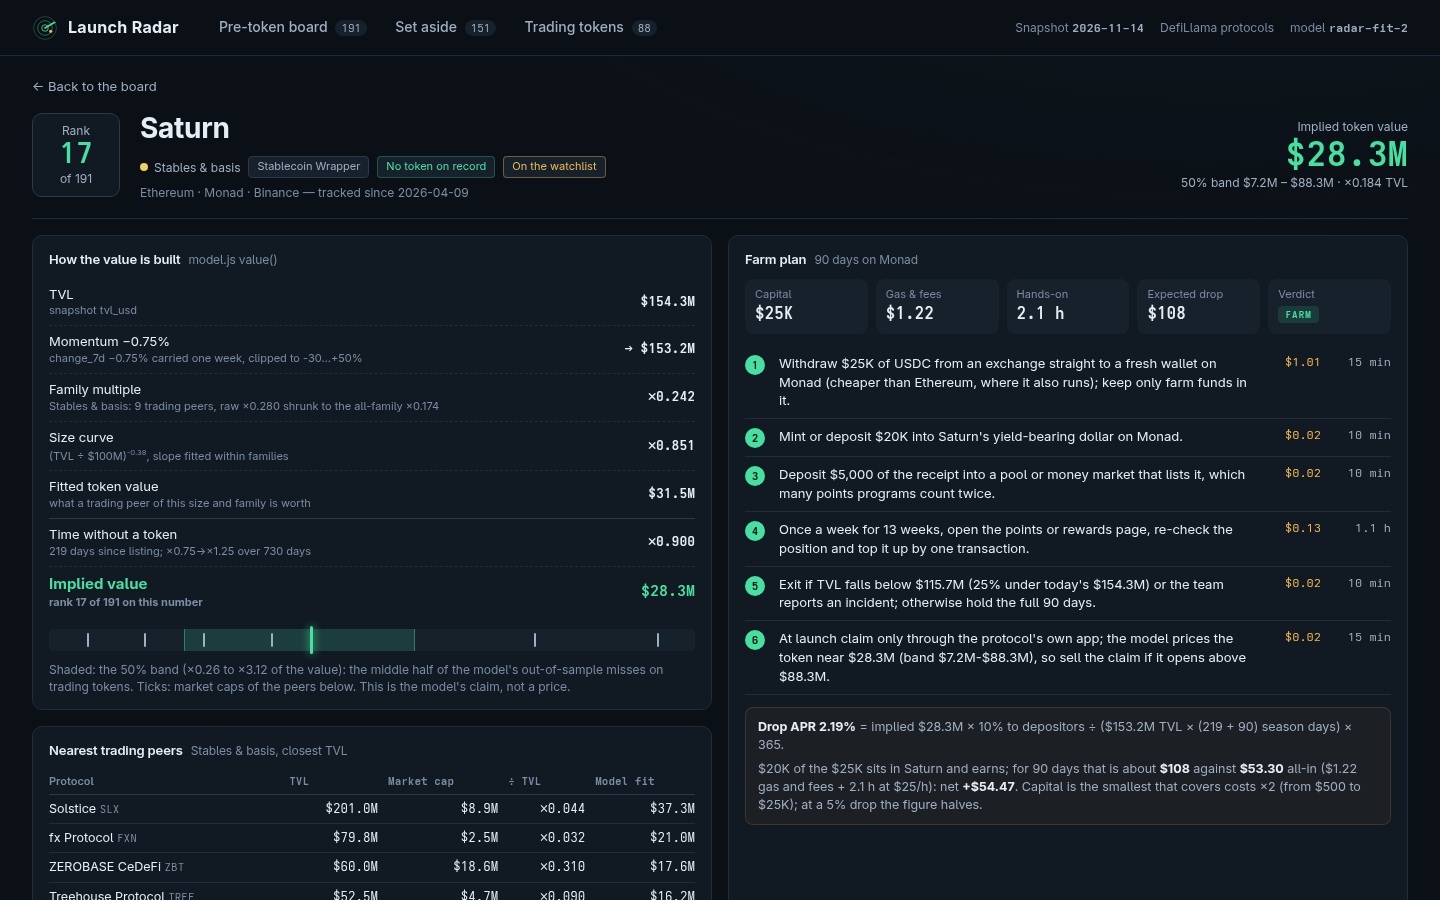 Launch Radar
Pre-token board 191
Set aside 151
Trading tokens 88
Snapshot 2026-11-14
DefiLlama protocols
model radar-fit-2
← Back to the board
Rank
17
of 191
Saturn
Stables & basis
Stablecoin Wrapper
No token on record
On the watchlist
Ethereum · Monad · Binance — tracked since 2026-04-09
Implied token value
$28.3M
50% band $7.2M – $88.3M · ×0.184 TVL
How the value is built model.js value()
TVL
snapshot tvl_usd
$154.3M
Momentum −0.75%
change_7d −0.75% carried one week, clipped to -30…+50%
→ $153.2M
Family multiple
Stables & basis: 9 trading peers, raw ×0.280 shrunk to the all-family ×0.174
×0.242
Size curve
(TVL ÷ $100M)^-0.38, slope fitted within families
×0.851
Fitted token value
what a trading peer of this size and family is worth
$31.5M
Time without a token
219 days since listing; ×0.75→×1.25 over 730 days
×0.900
Implied value
rank 17 of 191 on this number
$28.3M
Shaded: the 50% band (×0.26 to ×3.12 of the value): the middle half of the model's out-of-sample misses on
trading tokens. Ticks: market caps of the peers below. This is the model's claim, not a price.
Nearest trading peers Stables & basis, closest TVL
Protocol TVL Market cap ÷ TVL Model fit
Solstice SLX $201.0M $8.9M ×0.044 $37.3M
fx Protocol FXN $79.8M $2.5M ×0.032 $21.0M
ZEROBASE CeDeFi ZBT $60.0M $18.6M ×0.310 $17.6M
Treehouse Protocol TREE $52.5M $4.7M ×0.090 $16.2M
Farm plan 90 days on Monad
Capital
$25K
Gas & fees
$1.22
Hands-on
2.1 h
Expected drop
$108
Verdict
FARM
1 Withdraw $25K of USDC from an exchange straight to a fresh wallet on
Monad (cheaper than Ethereum, where it also runs); keep only farm funds in
it.
$1.01 15 min
2 Mint or deposit $20K into Saturn's yield-bearing dollar on Monad.
$0.02 10 min
3 Deposit $5,000 of the receipt into a pool or money market that lists it, which
many points programs count twice.
$0.02 10 min
4 Once a week for 13 weeks, open the points or rewards page, re-check the
position and top it up by one transaction.
$0.13 1.1 h
5 Exit if TVL falls below $115.7M (25% under today's $154.3M) or the team
reports an incident; otherwise hold the full 90 days.
$0.02 10 min
6 At launch claim only through the protocol's own app; the model prices the
token near $28.3M (band $7.2M-$88.3M), so sell the claim if it opens above
$88.3M.
$0.02 15 min
Drop APR 2.19% = implied $28.3M × 10% to depositors ÷ ($153.2M TVL × (219 + 90) season days) ×
365.
$20K of the $25K sits in Saturn and earns; for 90 days that is about $108 against $53.30 all-in ($1.22
gas and fees + 2.1 h at $25/h): net +$54.47. Capital is the smallest that covers costs ×2 (from $500 to
$25K); at a 5% drop the figure halves.